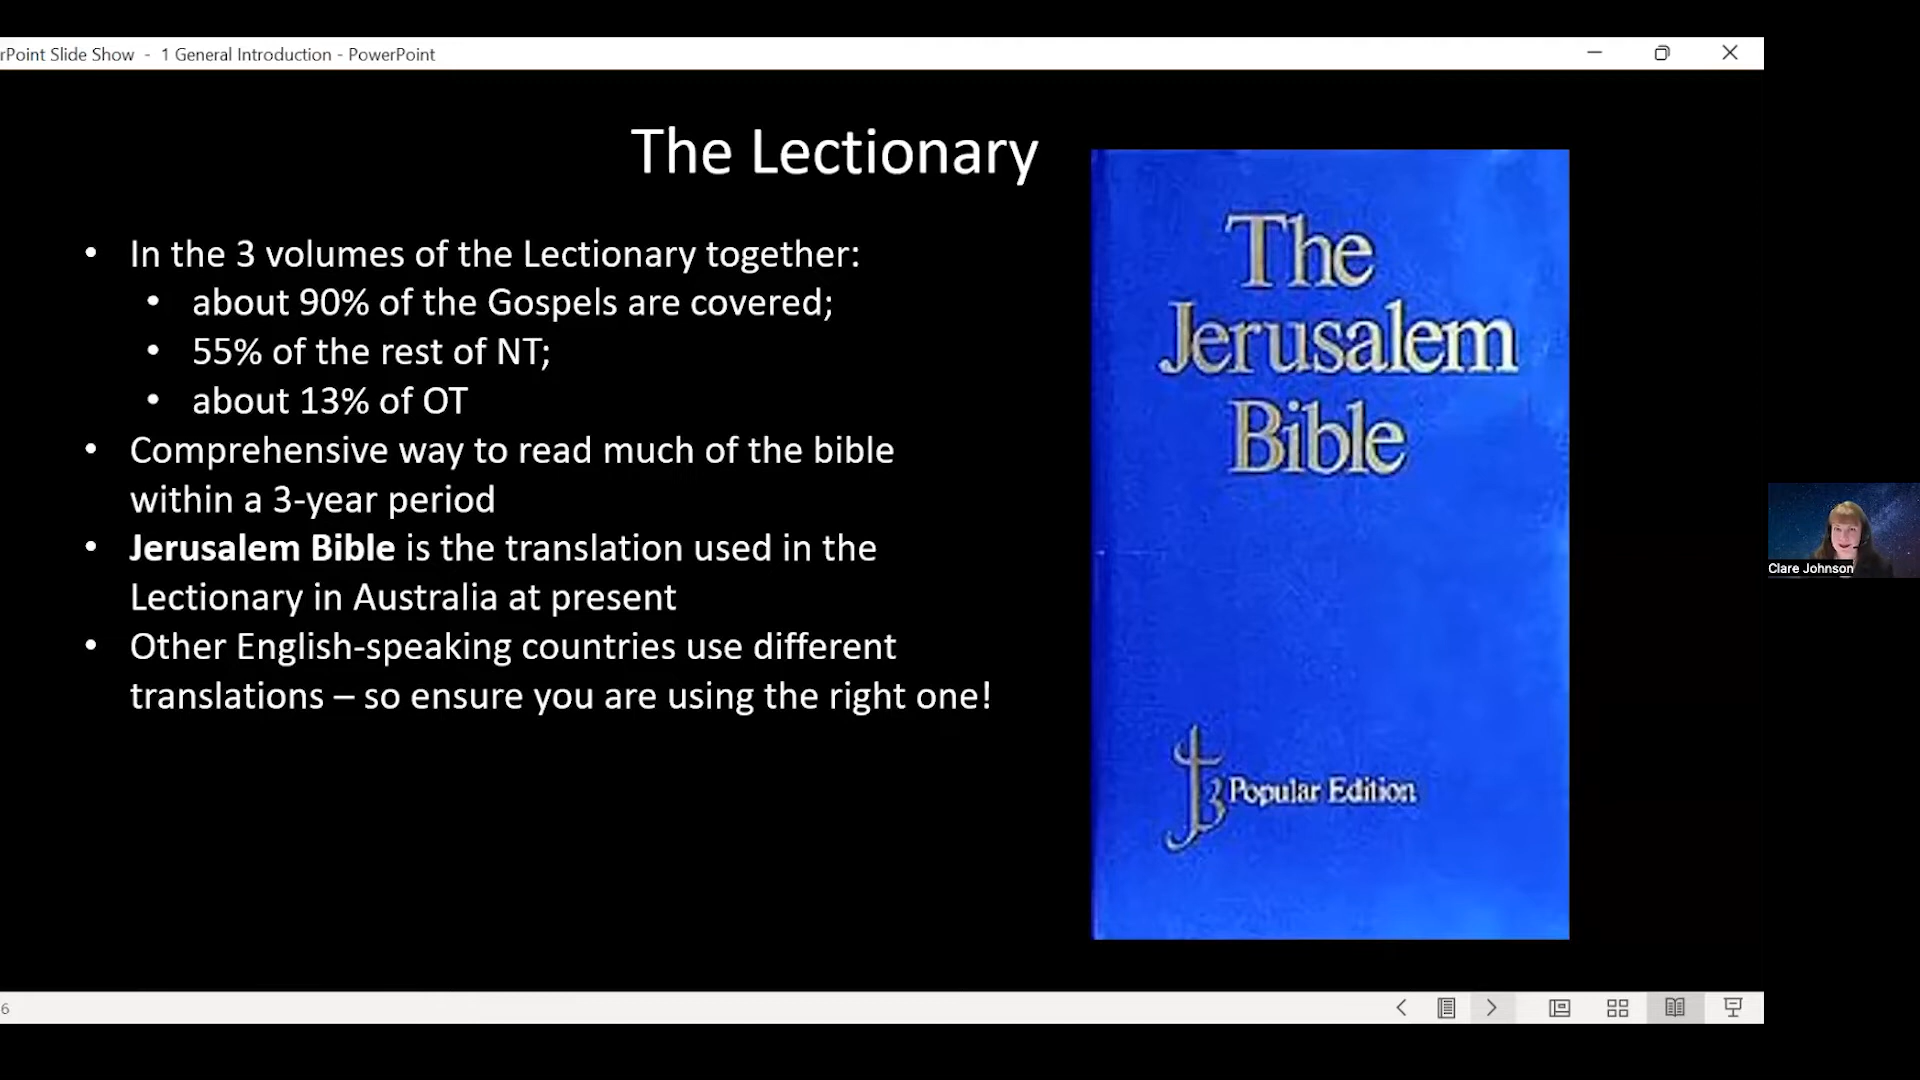 rPoint Slide Show - 1 General Introduction - PowerPoint
The Lectionary
• In the 3 volumes of the Lectionary together:
• about 90% of the Gospels are covered;
• 55% of the rest of NT;
• about 13% of OT
• Comprehensive way to read much of the bible
within a 3-year period
• Jerusalem Bible is the translation used in the
Lectionary in Australia at present
• Other English-speaking countries use different
translations – so ensure you are using the right one!
The
Jerusalem
Bible
Popular Edition
Clare Johnson
6